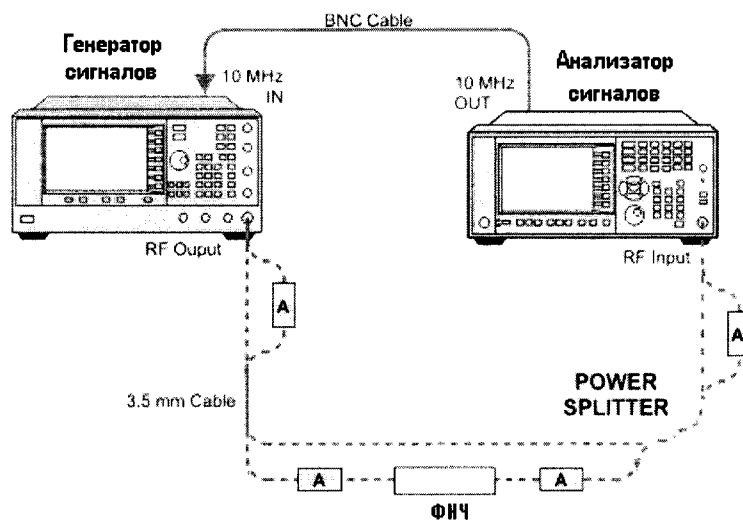 BNC Cable
Генератор
сигналов
10 MHz
IN
10 MHz
OUT
Анализатор
сигналов
RF Ouput
RF Input
A
A
3.5 mm Cable
POWER
SPLITTER
A
A
ФНЧ